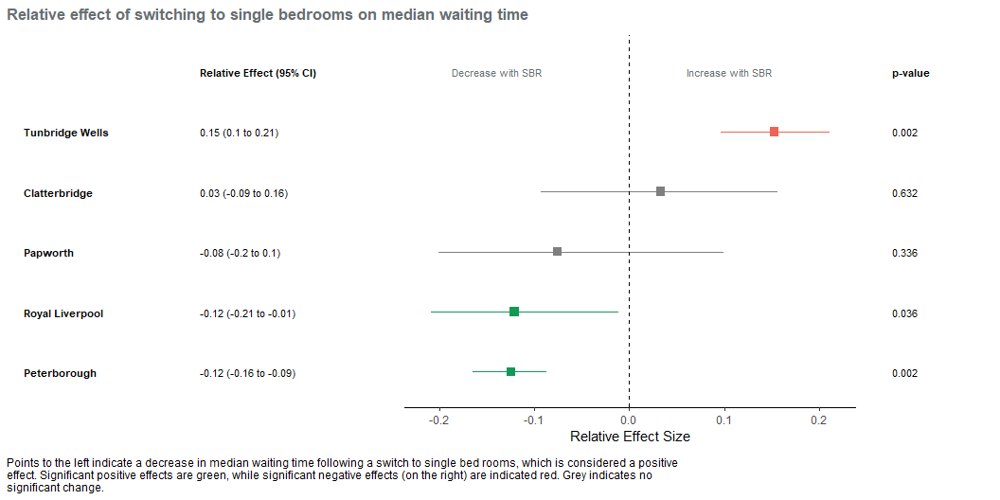 Relative effect of switching to single bedrooms on median waiting time
Relative Effect (95% CI) Decrease with SBR Increase with SBR p-value
Tunbridge Wells 0.15 (0.1 to 0.21) 0.002
Clatterbridge 0.03 (-0.09 to 0.16) 0.632
Papworth -0.08 (-0.2 to 0.1) 0.336
Royal Liverpool -0.12 (-0.21 to -0.01) 0.036
Peterborough -0.12 (-0.16 to -0.09) 0.002
-0.2 -0.1 0.0 0.1 0.2
Relative Effect Size
Points to the left indicate a decrease in median waiting time following a switch to single bed rooms, which is considered a positive
effect. Significant positive effects are green, while significant negative effects (on the right) are indicated red. Grey indicates no
significant change.